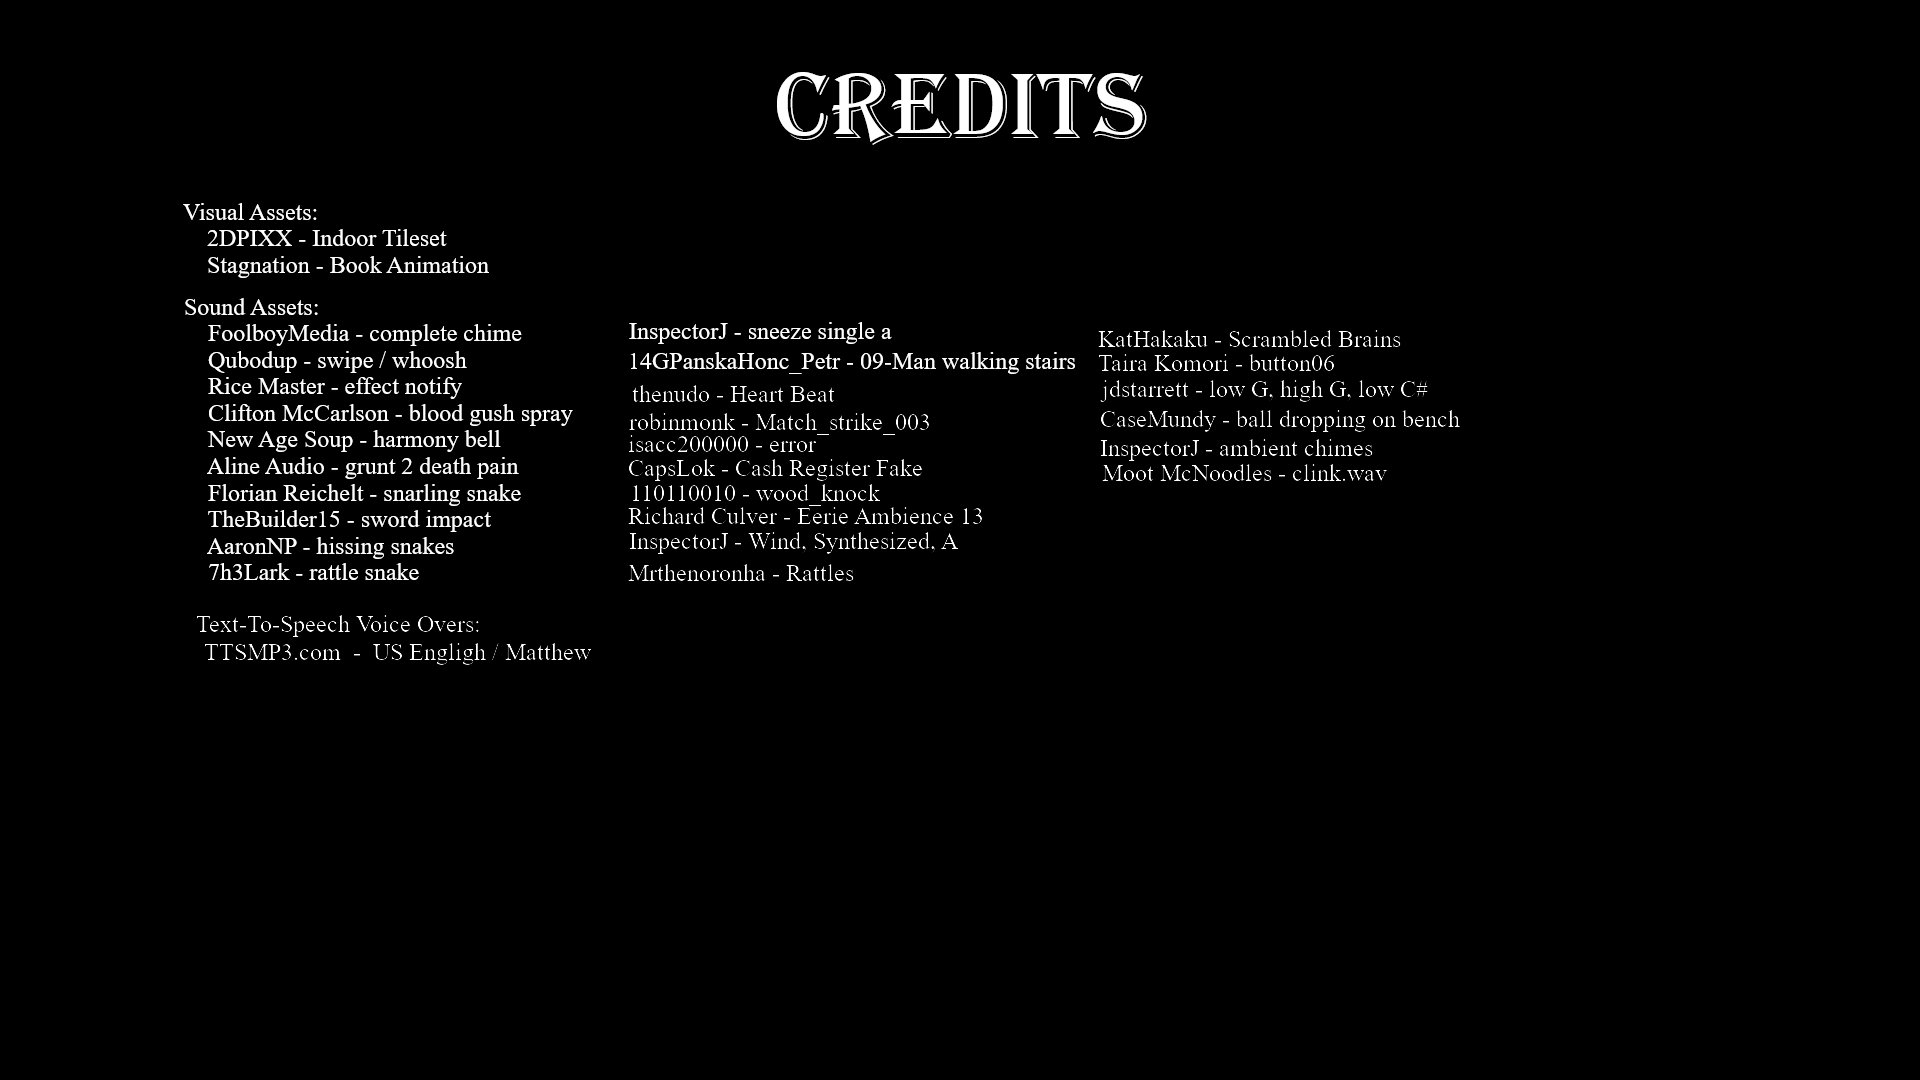 CREDITS
Visual Assets:
2DPIXX - Indoor Tileset
Stagnation - Book Animation
Sound Assets:
FoolboyMedia - complete chime
Qubodup - swipe / whoosh
Rice Master - effect notify
Clifton McCarlson - blood gush spray
New Age Soup - harmony bell
Aline Audio - grunt 2 death pain
Florian Reichelt - snarling snake
TheBuilder15 - sword impact
AaronNP - hissing snakes
7h3Lark - rattle snake
InspectorJ - sneeze single a
14GPanskaHonc_Petr - 09-Man walking stairs
thenudo - Heart Beat
robinmonk - Match_strike_003
isacc200000 - error
CapsLok - Cash Register Fake
110110010 - wood_knock
Richard Culver - Eerie Ambience 13
InspectorJ - Wind, Synthesized, A
Mrthenoronha - Rattles
KatHakaku - Scrambled Brains
Taira Komori - button06
jdstarrett - low G, high G, low C#
CaseMundy - ball dropping on bench
InspectorJ - ambient chimes
Moot McNoodles - clink.wav
Text-To-Speech Voice Overs:
TTSMP3.com - US Engligh / Matthew